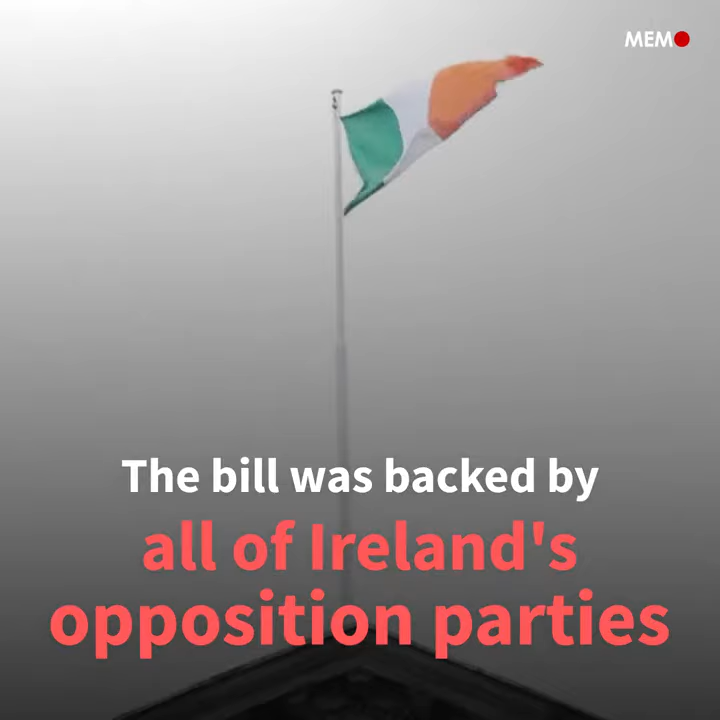 MEMO
The bill was backed by
all of Ireland's
opposition parties